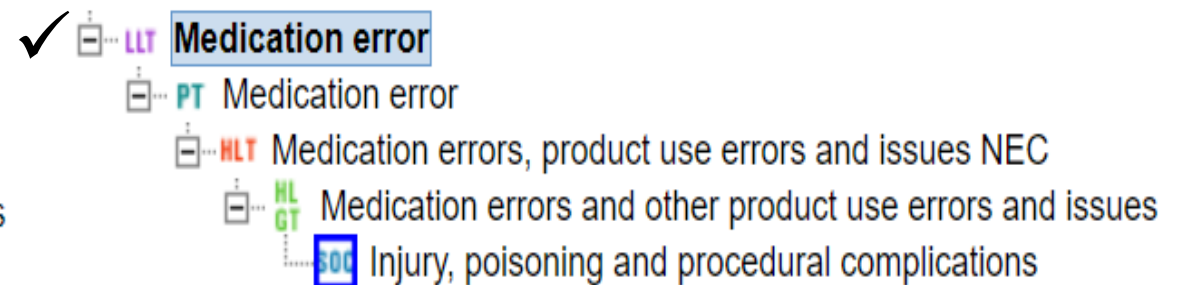 LLT Medication error
PT Medication error
HLT Medication errors, product use errors and issues NEC
HLGT Medication errors and other product use errors and issues
s
SOC Injury, poisoning and procedural complications